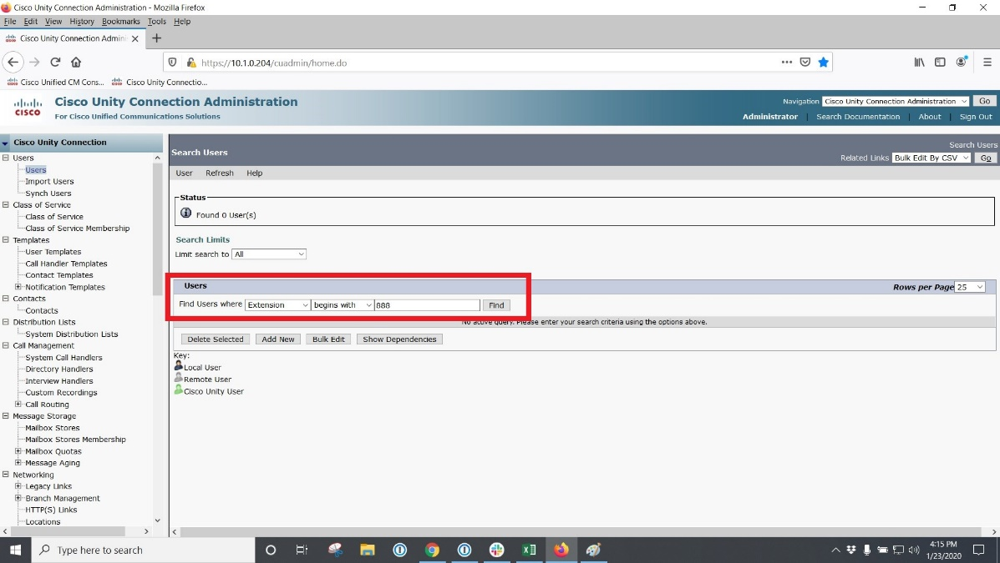 Cisco Unity Connection Administration - Mozilla Firefox
File Edit View History Bookmarks Tools Help
Cisco Unity Connection Admini
https://10.1.0.204/cuadmin/home.do
Cisco Unified CM Cons... Cisco Unity Connectio...
CISCO
Cisco Unity Connection Administration
For Cisco Unified Communications Solutions
Navigation Cisco Unity Connection Administration Go
Administrator | Search Documentation | About | Sign Out
Cisco Unity Connection
Users
Users
Import Users
Synch Users
Class of Service
Class of Service
Class of Service Membership
Templates
User Templates
Call Handler Templates
Contact Templates
Notification Templates
Contacts
Contacts
Distribution Lists
System Distribution Lists
Call Management
System Call Handlers
Directory Handlers
Interview Handlers
Custom Recordings
Call Routing
Message Storage
Mailbox Stores
Mailbox Stores Membership
Mailbox Quotas
Message Aging
Networking
Legacy Links
Branch Management
HTTP(S) Links
Locations
Search Users
Search Users
Related Links Bulk Edit By CSV Go
User Refresh Help
Status
Found 0 User(s)
Search Limits
Limit search to All
Users
Rows per Page 25
Find Users where Extension begins with 888 Find
No active query. Please enter your search criteria using the options above.
Delete Selected Add New Bulk Edit Show Dependencies
Key:
Local User
Remote User
Cisco Unity User
Type here to search
4:15 PM
1/23/2020